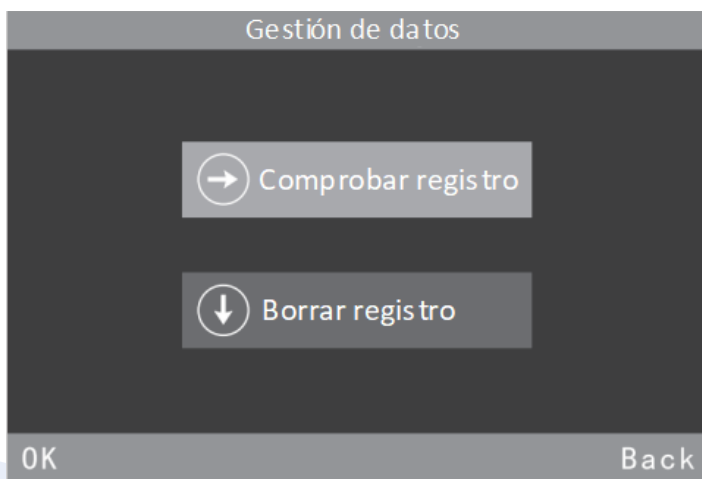 Gestión de datos
Comprobar registro
Borrar registro
OK Back